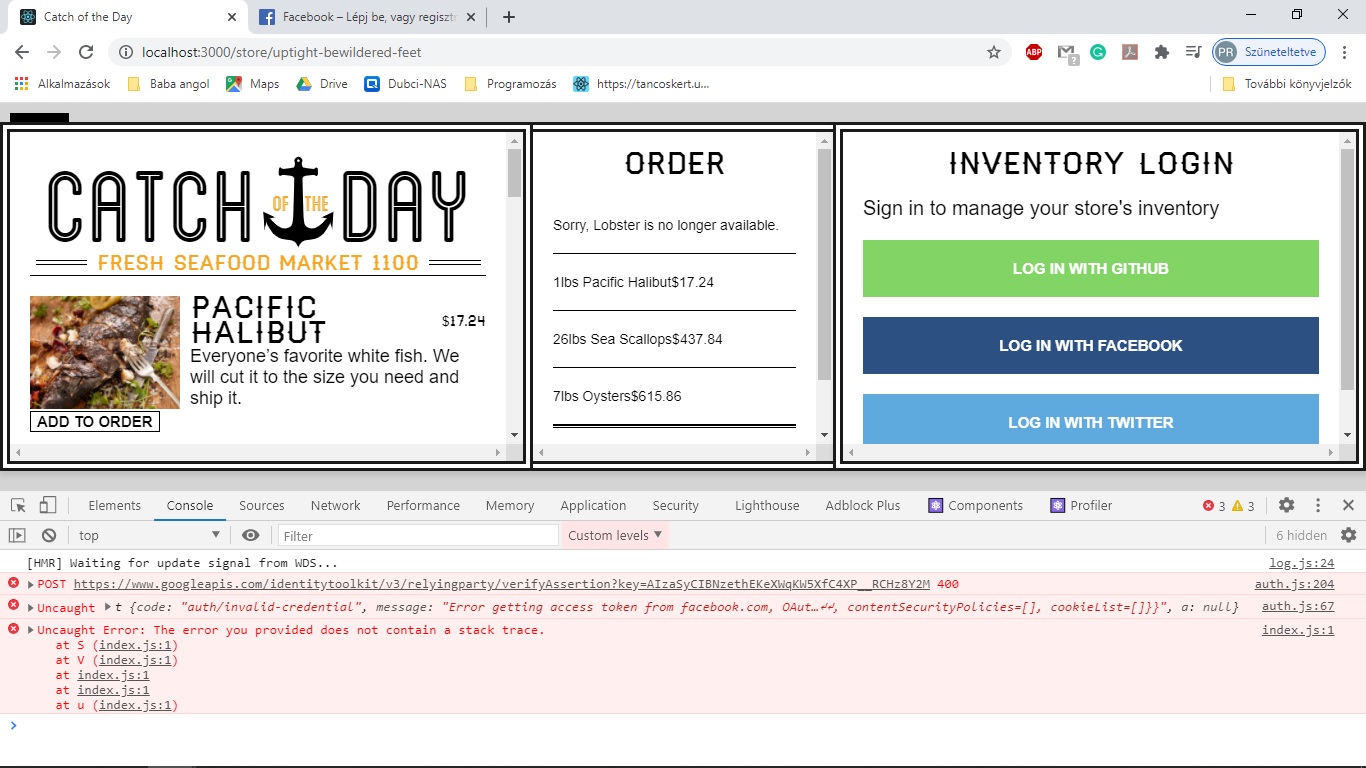 Catch of the Day
Facebook – Lépj be, vagy regisztr
localhost:3000/store/uptight-bewildered-feet
ABP
PR Szüneteltetve
Alkalmazások
Baba angol
Maps
Drive
Dubci-NAS
Programozás
https://tancoskert.u...
További könyvjelzők
CATCH OF THE DAY
FRESH SEAFOOD MARKET 1100
PACIFIC
HALIBUT
$17.24
Everyone's favorite white fish. We
will cut it to the size you need and
ship it.
ADD TO ORDER
ORDER
Sorry, Lobster is no longer available.
1lbs Pacific Halibut$17.24
26lbs Sea Scallops$437.84
7lbs Oysters$615.86
INVENTORY LOGIN
Sign in to manage your store's inventory
LOG IN WITH GITHUB
LOG IN WITH FACEBOOK
LOG IN WITH TWITTER
Elements Console Sources Network Performance Memory Application Security Lighthouse Adblock Plus Components Profiler 3 3
top Filter Custom levels 6 hidden
[HMR] Waiting for update signal from WDS... log.js:24
POST https://www.googleapis.com/identitytoolkit/v3/relyingparty/verifyAssertion?key=AIzaSyCIBNzethEKeXWqKW5XfC4XP__RCHz8Y2M 400 auth.js:204
Uncaught t {code: "auth/invalid-credential", message: "Error getting access token from facebook.com, OAut…↵↵, contentSecurityPolicies=[], cookieList=[]}}", a: null} auth.js:67
Uncaught Error: The error you provided does not contain a stack trace. index.js:1
at S (index.js:1)
at V (index.js:1)
at index.js:1
at index.js:1
at u (index.js:1)